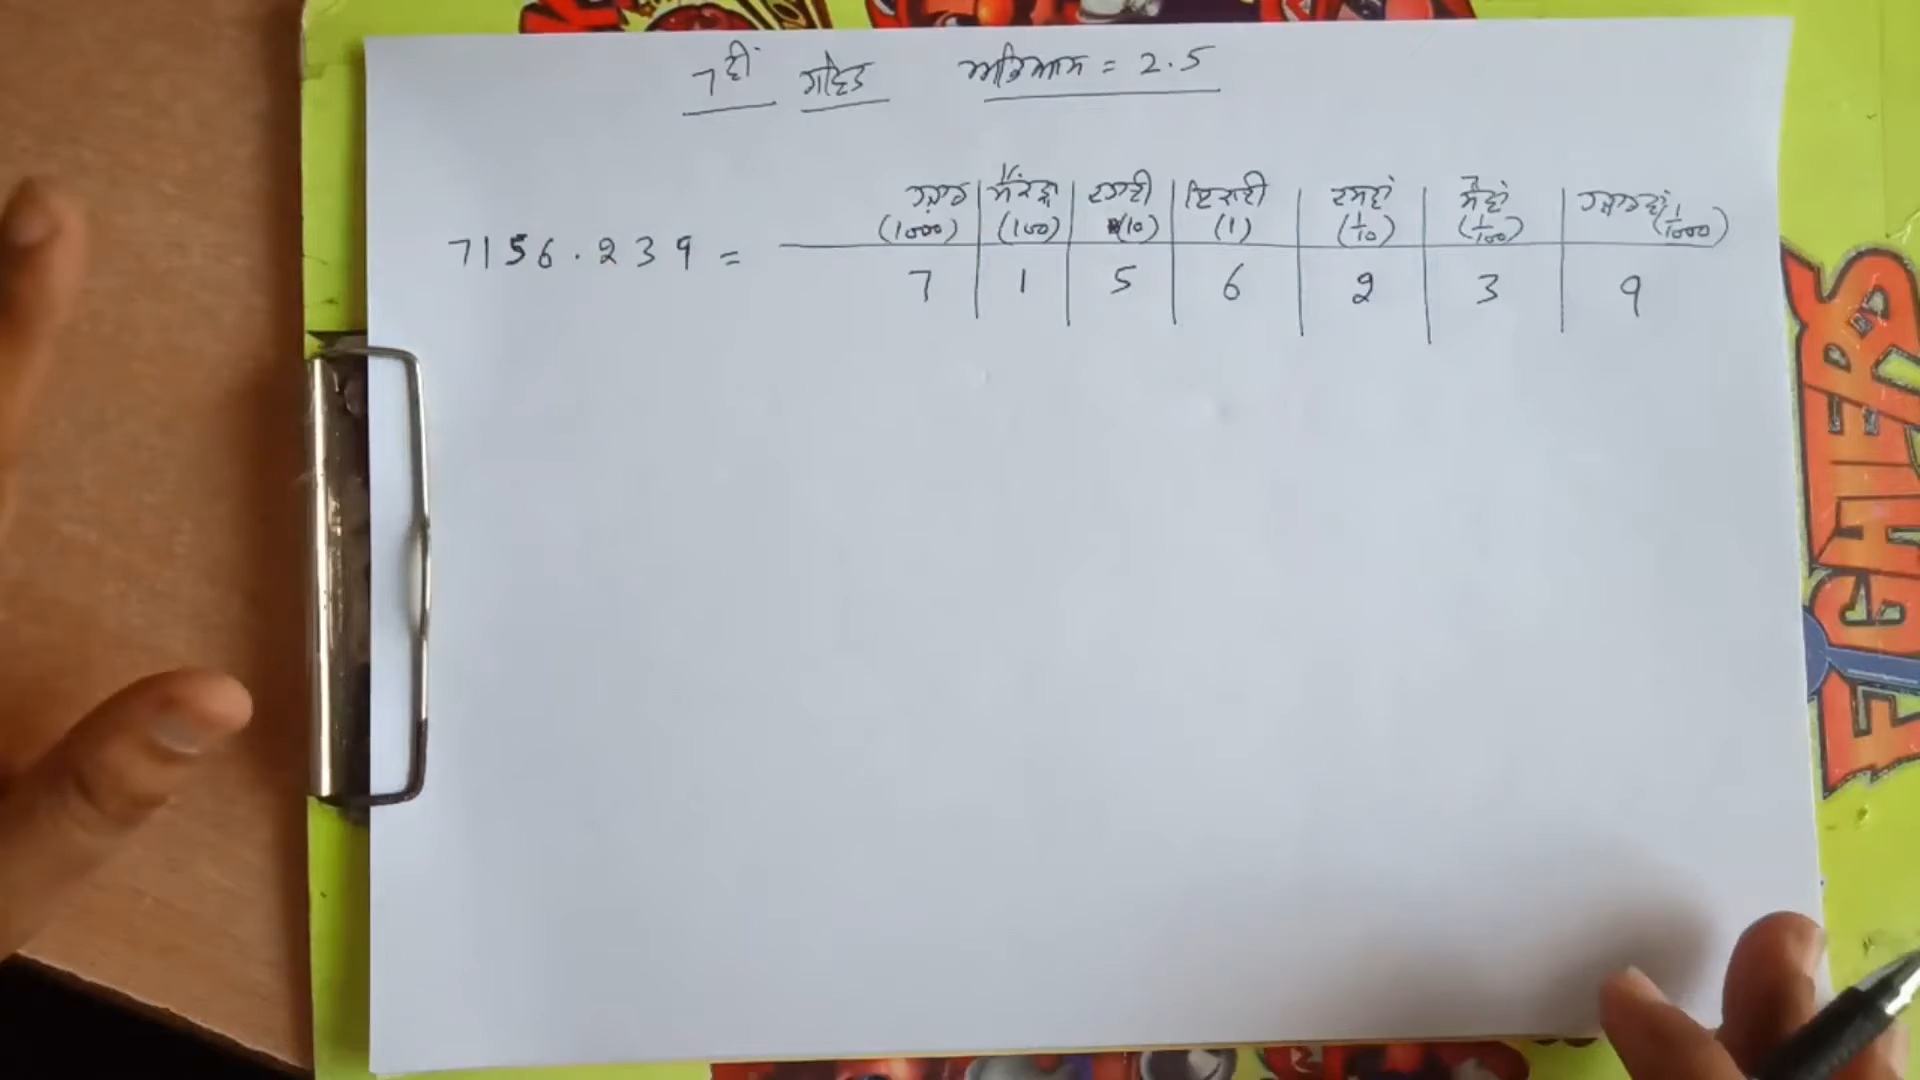 7ਵੀਂ ਗਣਿਤ ਅਭਿਆਸ = 2.5
ਹਜ਼ਾਰ ਸੈਂਕੜਾ ਦਹਾਈ ਇਕਾਈ ਦਸਵਾਂ ਸੌਵਾਂ ਹਜ਼ਾਰਵਾਂ
(1000) (100) (10) (1) (1/10) (1/100) (1/1000)
7156.239 =
7 1 5 6 2 3 9
FIGHTERS